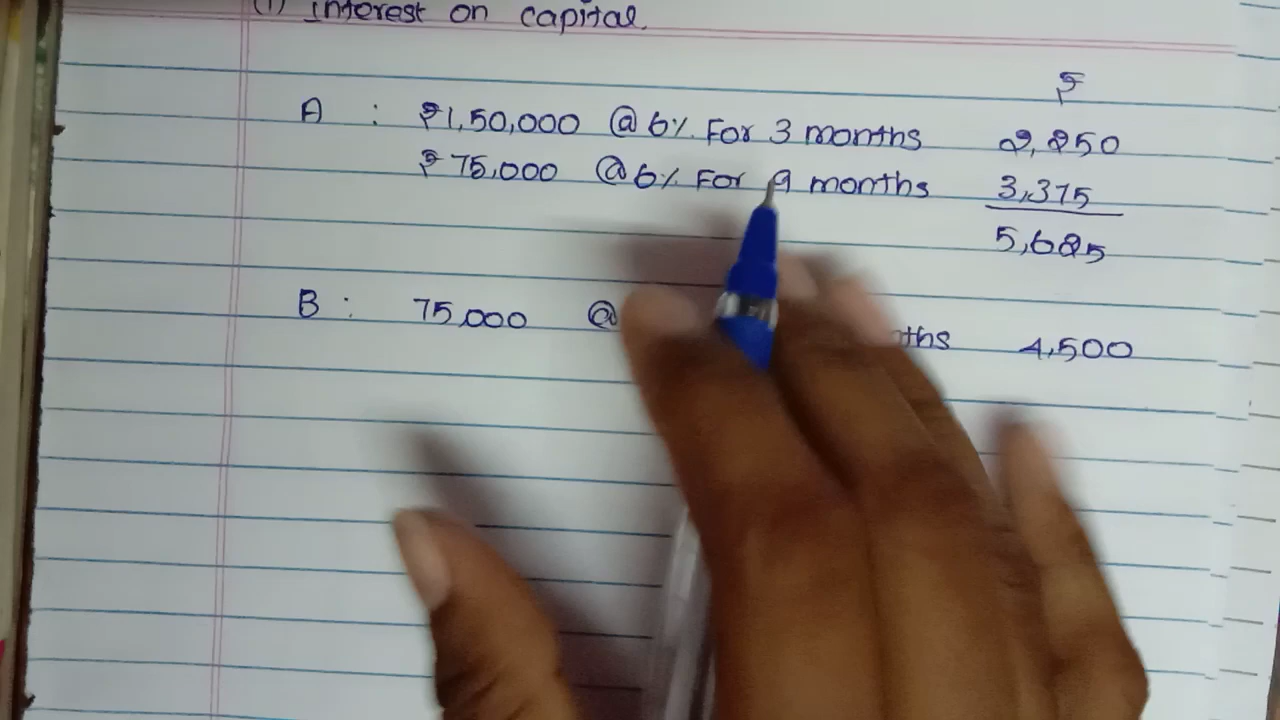 (1) Interest on capital.
₹
A : ₹1,50,000 @ 6% For 3 months 2,250
₹ 75,000 @ 6% For 9 months 3,375
5,625
B : 75,000 @ 4,500